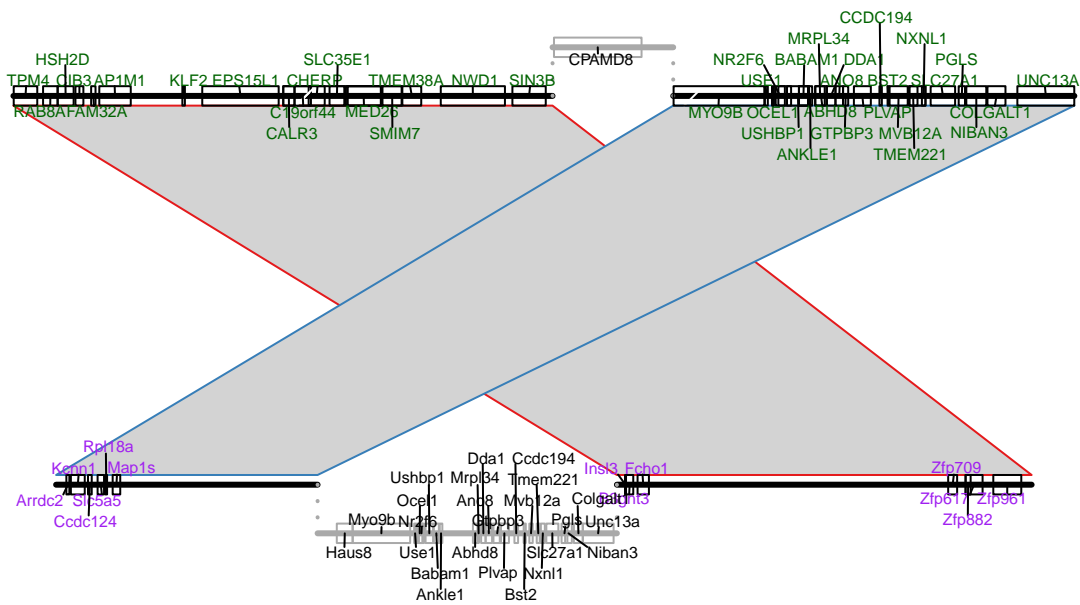 CCDC194
MRPL34 NXNL1
HSH2D SLC35E1 CPAMD8 NR2F6 BABAM1 DDA1 PGLS
TPM4 CIB3 AP1M1 KLF2 EPS15L1 CHERP TMEM38A NWD1 SIN3B USE1 ANO8 BST2 SLC27A1 UNC13A
RAB8A FAM32A C19orf44 MED26 MYO9B OCEL1 ABHD8 PLVAP COLGALT1
CALR3 SMIM7 USHBP1 GTPBP3 MVB12A NIBAN3
ANKLE1 TMEM221
Rpl18a Dda1 Ccdc194
Kcnn1 Map1s Ushbp1 Mrpl34 Tmem221 Insl3 Fcho1 Zfp709
Arrdc2 Slc5a5 Ocel1 Ano8 Mvb12a Colgalt1 Zfp617 Zfp961
Ccdc124 Myo9b Nr2f6 Gtpbp3 Pgls Unc13a Zfp882
Haus8 Use1 Abhd8 Slc27a1 Niban3
Babam1 Plvap Nxnl1
Ankle1 Bst2